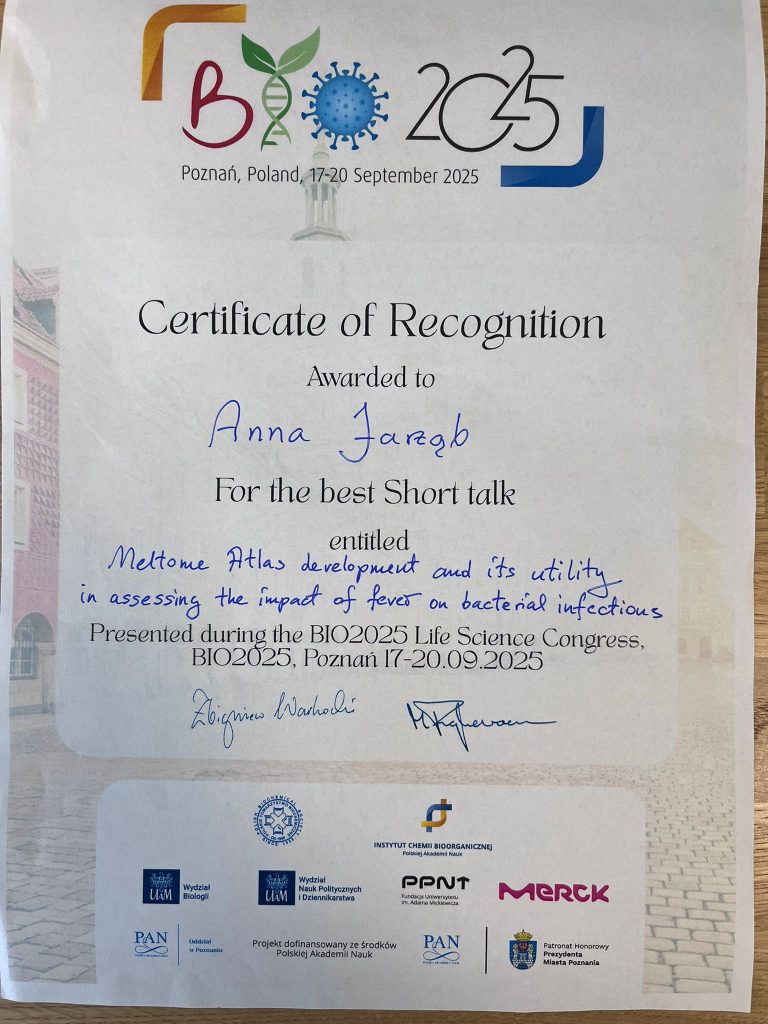 BIO 2025
Poznań, Poland, 17-20 September 2025
Certificate of Recognition
Awarded to
Anna Jarząb
For the best Short talk
entitled
Meltome Atlas development and its utility
in assessing the impact of fever on bacterial infections
Presented during the BIO2025 Life Science Congress,
BIO2025, Poznań 17-20.09.2025
Zbigniew
INSTYTUT CHEMII BIOORGANICZNEJ
Polskiej Akademii Nauk
UAM
Wydział
Biologii
UAM
Wydział
Nauk Politycznych
i Dziennikarstwa
PPNT
Fundacja Uniwersytetu
im. Adama Mickiewicza
MERCK
PAN
Oddział
w Poznaniu
Projekt dofinansowany ze środków
Polskiej Akademii Nauk
PAN
Patronat Honorowy
Prezydenta
Miasta Poznania